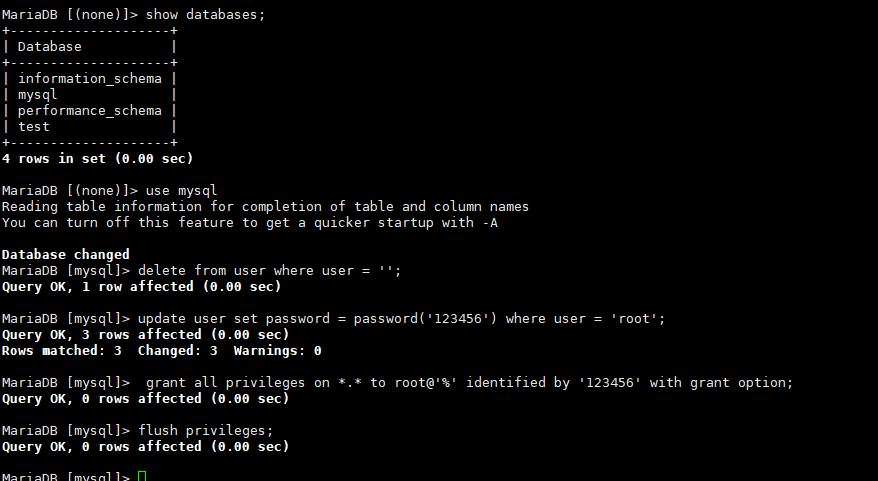 MariaDB [(none)]> show databases;
+--------------------+
| Database           |
+--------------------+
| information_schema |
| mysql              |
| performance_schema |
| test               |
+--------------------+
4 rows in set (0.00 sec)
MariaDB [(none)]> use mysql
Reading table information for completion of table and column names
You can turn off this feature to get a quicker startup with -A
Database changed
MariaDB [mysql]> delete from user where user = '';
Query OK, 1 row affected (0.00 sec)
MariaDB [mysql]> update user set password = password('123456') where user = 'root';
Query OK, 3 rows affected (0.00 sec)
Rows matched: 3  Changed: 3  Warnings: 0
MariaDB [mysql]>  grant all privileges on *.* to root@'%' identified by '123456' with grant option;
Query OK, 0 rows affected (0.00 sec)
MariaDB [mysql]> flush privileges;
Query OK, 0 rows affected (0.00 sec)
MariaDB [mysql]>